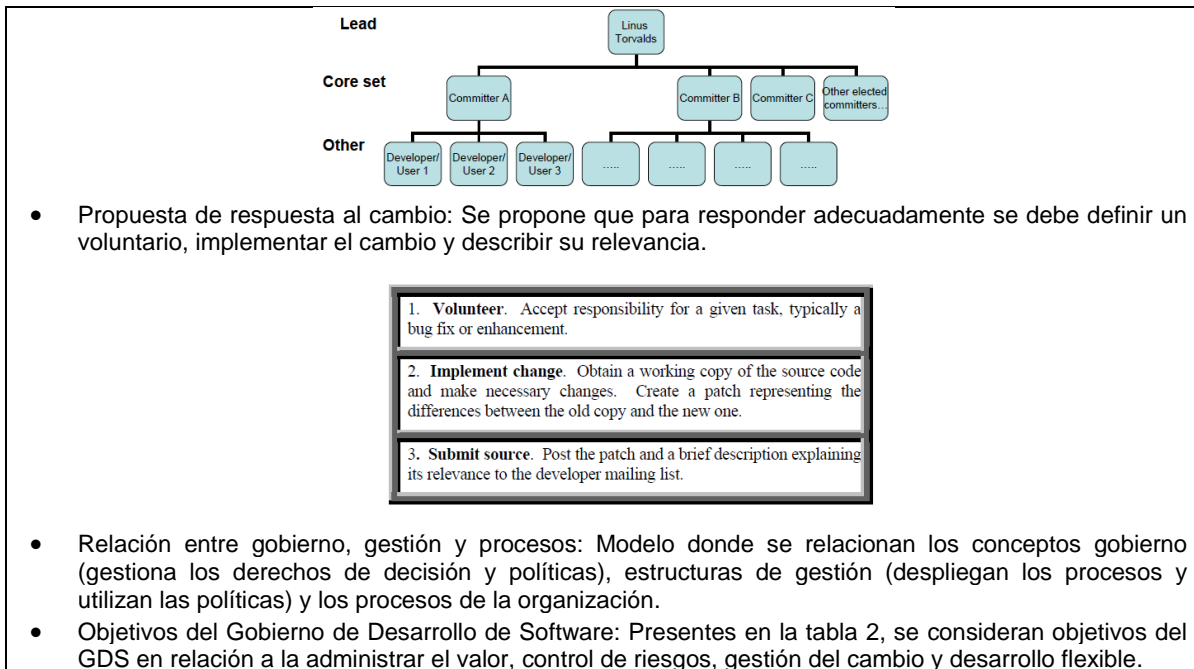 Lead
Linus
Torvalds
Core set
Committer A
Committer B
Committer C
Other elected
committers...
Other
Developer/
User 1
Developer/
User 2
Developer/
User 3
.....
.....
.....
.....
• Propuesta de respuesta al cambio: Se propone que para responder adecuadamente se debe definir un
voluntario, implementar el cambio y describir su relevancia.
1. Volunteer. Accept responsibility for a given task, typically a
bug fix or enhancement.
2. Implement change. Obtain a working copy of the source code
and make necessary changes. Create a patch representing the
differences between the old copy and the new one.
3. Submit source. Post the patch and a brief description explaining
its relevance to the developer mailing list.
• Relación entre gobierno, gestión y procesos: Modelo donde se relacionan los conceptos gobierno
(gestiona los derechos de decisión y políticas), estructuras de gestión (despliegan los procesos y
utilizan las políticas) y los procesos de la organización.
• Objetivos del Gobierno de Desarrollo de Software: Presentes en la tabla 2, se consideran objetivos del
GDS en relación a la administrar el valor, control de riesgos, gestión del cambio y desarrollo flexible.